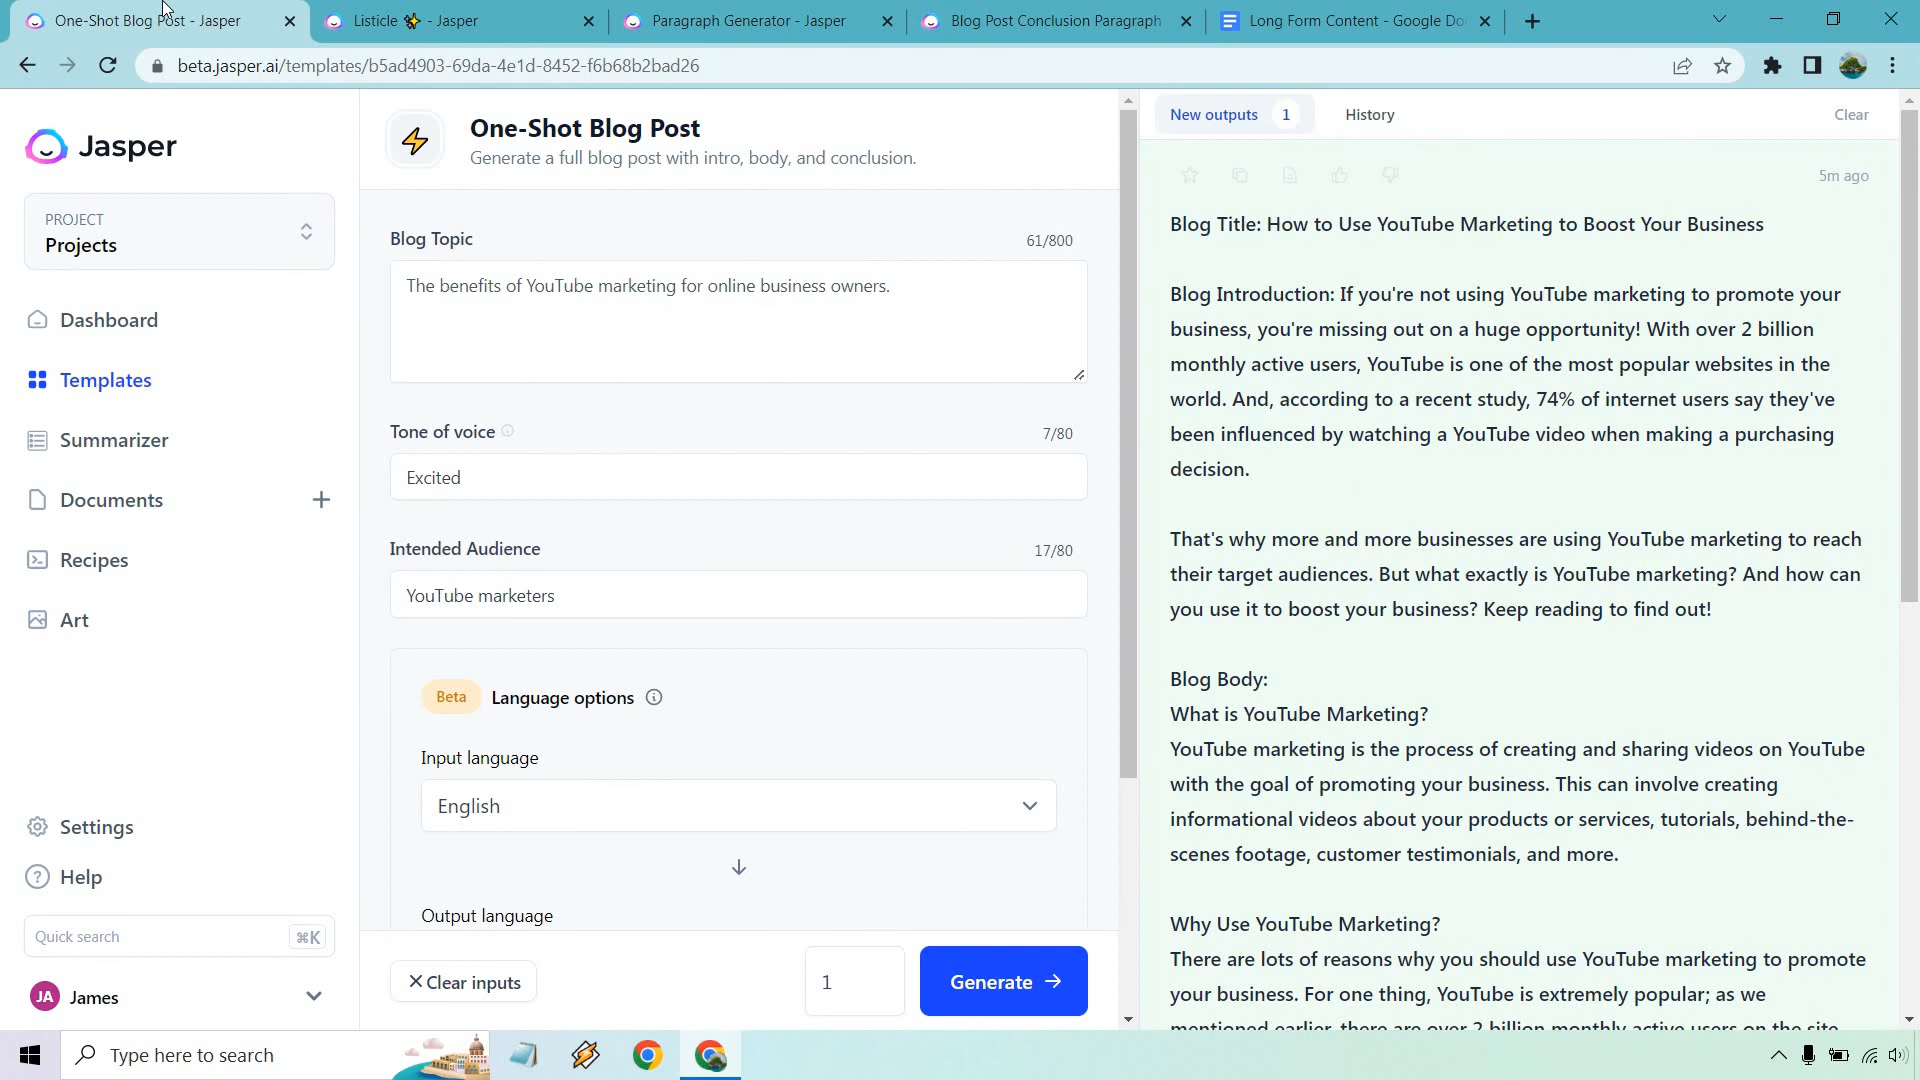 One-Shot Blog Post - Jasper
Listicle ✨ - Jasper
Paragraph Generator - Jasper
Blog Post Conclusion Paragraph
Long Form Content - Google Do
beta.jasper.ai/templates/b5ad4903-69da-4e1d-8452-f6b68b2bad26
Jasper
PROJECT
Projects
Dashboard
Templates
Summarizer
Documents
Recipes
Art
Settings
Help
Quick search ⌘K
JA James
One-Shot Blog Post
Generate a full blog post with intro, body, and conclusion.
Blog Topic 61/800
The benefits of YouTube marketing for online business owners.
Tone of voice 7/80
Excited
Intended Audience 17/80
YouTube marketers
Beta Language options
Input language
English
Output language
Clear inputs 1 Generate →
New outputs 1 History Clear
5m ago
Blog Title: How to Use YouTube Marketing to Boost Your Business
Blog Introduction: If you're not using YouTube marketing to promote your
business, you're missing out on a huge opportunity! With over 2 billion
monthly active users, YouTube is one of the most popular websites in the
world. And, according to a recent study, 74% of internet users say they've
been influenced by watching a YouTube video when making a purchasing
decision.
That's why more and more businesses are using YouTube marketing to reach
their target audiences. But what exactly is YouTube marketing? And how can
you use it to boost your business? Keep reading to find out!
Blog Body:
What is YouTube Marketing?
YouTube marketing is the process of creating and sharing videos on YouTube
with the goal of promoting your business. This can involve creating
informational videos about your products or services, tutorials, behind-the-
scenes footage, customer testimonials, and more.
Why Use YouTube Marketing?
There are lots of reasons why you should use YouTube marketing to promote
your business. For one thing, YouTube is extremely popular; as we
mentioned earlier, there are over 2 billion monthly active users on the site.
Type here to search